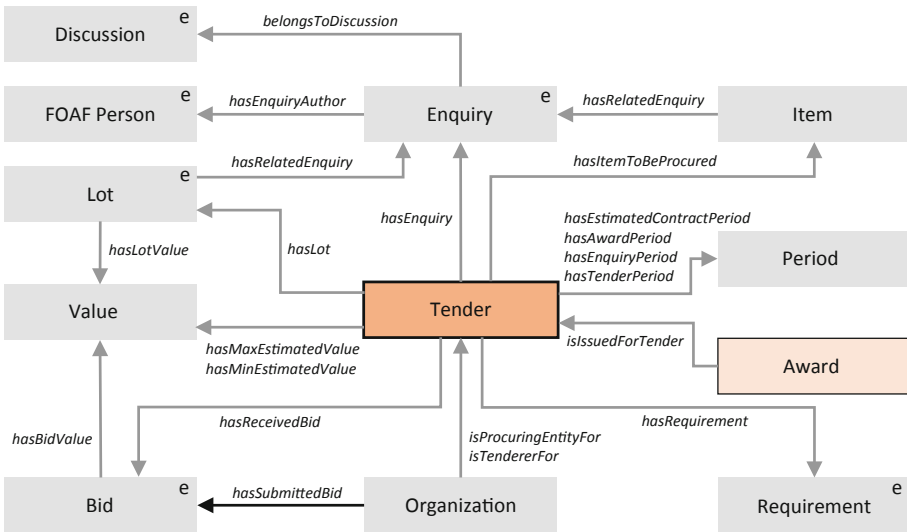 e
Discussion
belongsToDiscussion
e
FOAF Person
hasEnquiryAuthor
e
Enquiry
hasRelatedEnquiry
Item
e
Lot
hasRelatedEnquiry
hasItemToBeProcured
hasEnquiry
hasLotValue
hasLot
hasEstimatedContractPeriod
hasAwardPeriod
hasEnquiryPeriod
hasTenderPeriod
Period
Value
Tender
hasMaxEstimatedValue
hasMinEstimatedValue
isIssuedForTender
Award
hasBidValue
hasReceivedBid
isProcuringEntityFor
isTendererFor
hasRequirement
e
Bid
hasSubmittedBid
Organization
e
Requirement